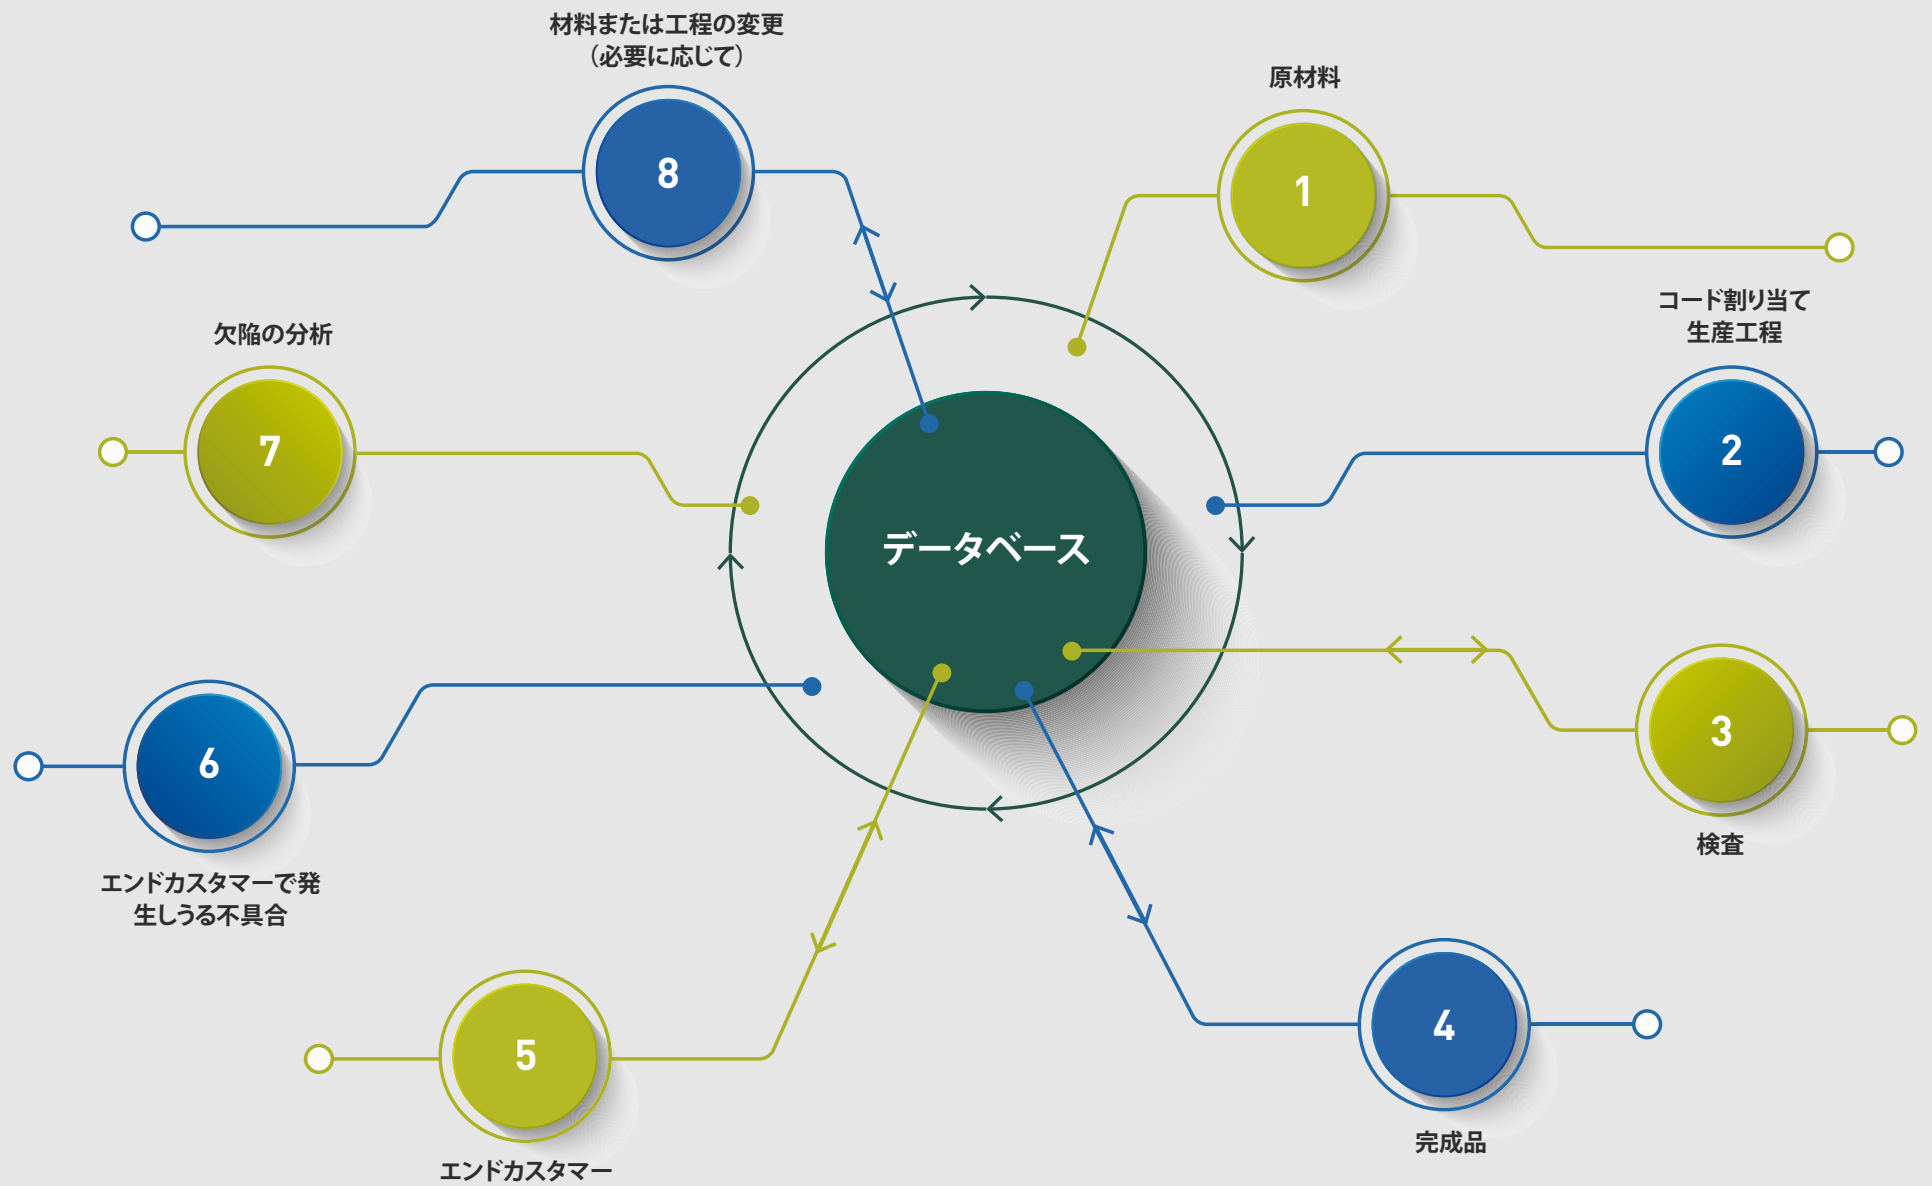 材料または工程の変更
（必要に応じて）
8
原材料
1
コード割り当て
生産工程
2
欠陥の分析
7
データベース
3
検査
6
エンドカスタマーで発
生しうる不具合
4
完成品
5
エンドカスタマー